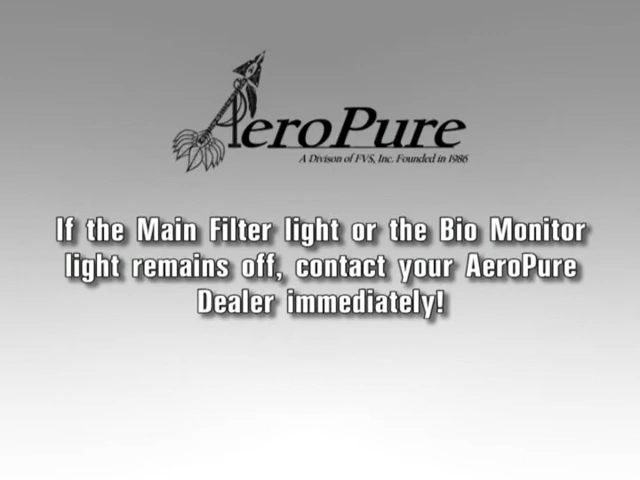 AeroPure
A Divison of FVS, Inc. Founded in 1986
If the Main Filter light or the Bio Monitor
light remains off, contact your AeroPure
Dealer immediately!